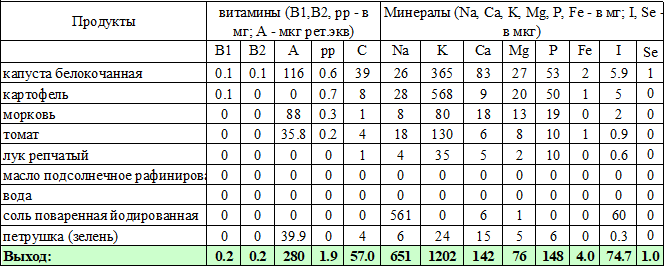 Продукты
витамины (B1,B2, pp - в мг; А - мкг рет.экв)
Минералы (Na, Ca, K, Mg, P, Fe - в мг; I, Se - в мкг)
B1 B2 A pp C Na K Ca Mg P Fe I Se
капуста белокочанная 0.1 0.1 116 0.6 39 26 365 83 27 53 2 5.9 1
картофель 0.1 0 0 0.7 8 28 568 9 20 50 1 5 0
морковь 0 0 88 0.3 1 8 80 18 13 19 0 2 0
томат 0 0 35.8 0.2 4 18 130 6 8 10 1 0.9 0
лук репчатый 0 0 0 0 1 4 35 5 2 10 0 0.6 0
масло подсолнечное рафинирова 0 0 0 0 0 0 0 0 0 0 0 0 0
вода 0 0 0 0 0 0 0 0 0 0 0 0 0
соль поваренная йодированная 0 0 0 0 0 561 0 6 1 0 0 60 0
петрушка (зелень) 0 0 39.9 0 4 6 24 15 5 6 0 0.3 0
Выход: 0.2 0.2 280 1.9 57.0 651 1202 142 76 148 4.0 74.7 1.0